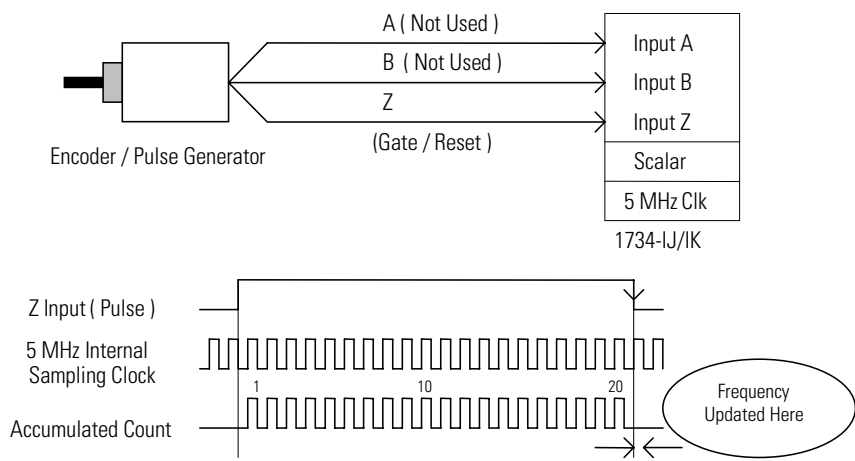 A ( Not Used )
B ( Not Used )
Z
(Gate / Reset )
Encoder / Pulse Generator
Input A
Input B
Input Z
Scalar
5 MHz Clk
1734-IJ/IK
Z Input ( Pulse )
5 MHz Internal
Sampling Clock
1
10
20
Accumulated Count
Frequency
Updated Here